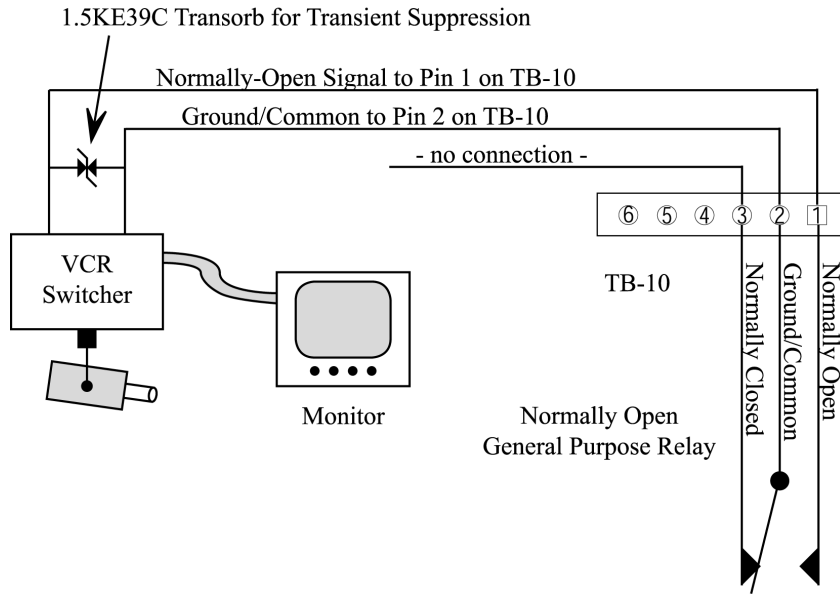 1.5KE39C Transorb for Transient Suppression
Normally-Open Signal to Pin 1 on TB-10
Ground/Common to Pin 2 on TB-10
- no connection -
6 5 4 3 2 1
VCR
Switcher
TB-10
Normally Closed
Ground/Common
Normally Open
Monitor
Normally Open
General Purpose Relay